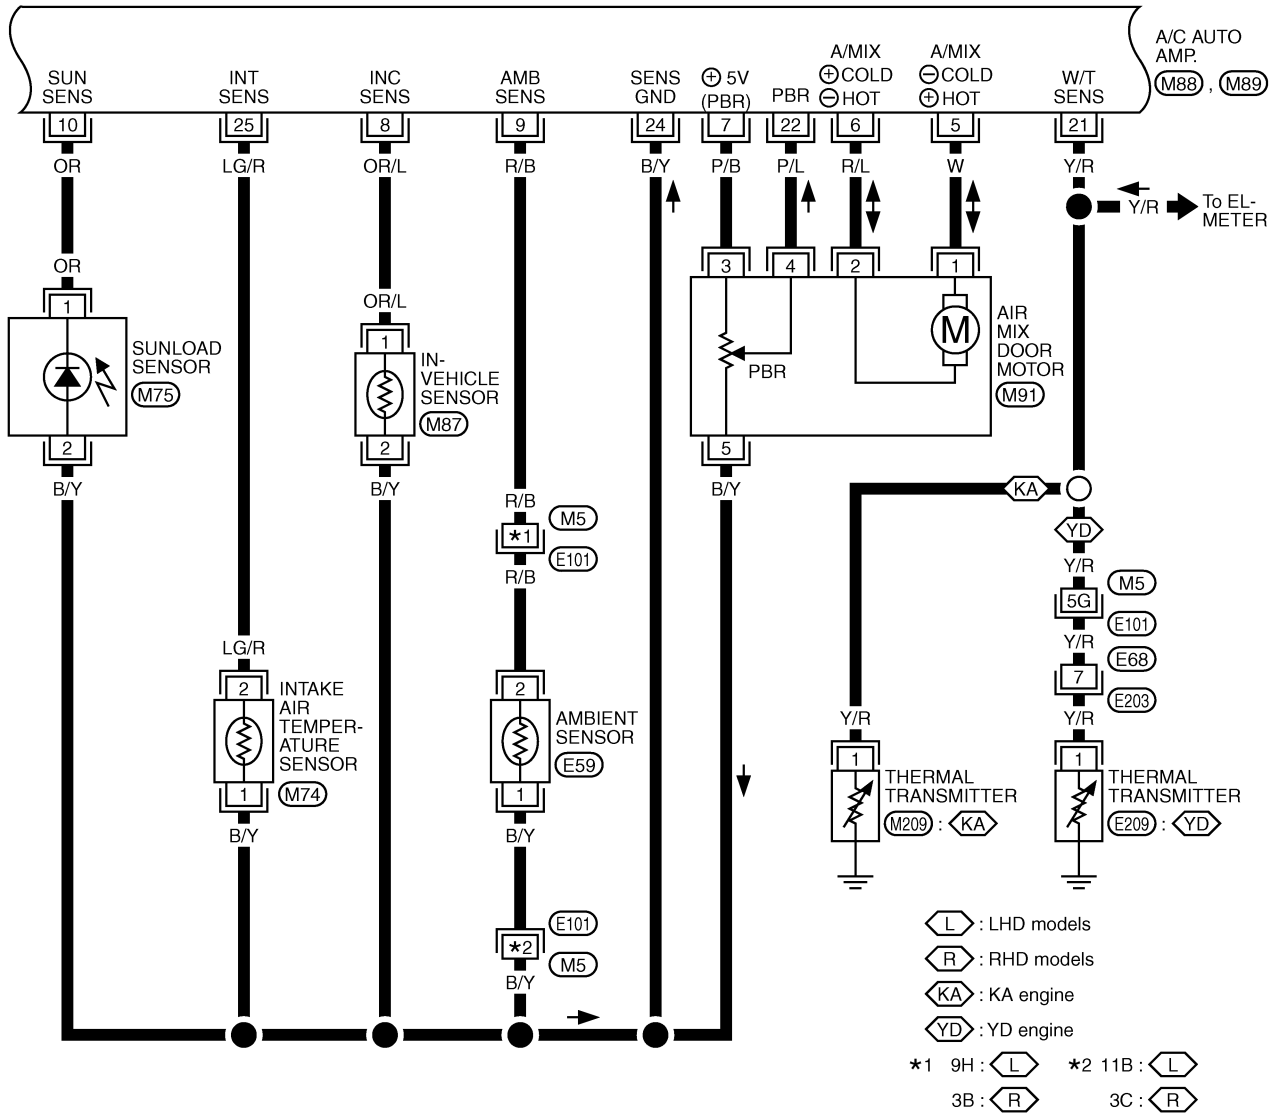 A/C AUTO
AMP.
M88 , M89
SUN
SENS
INT
SENS
INC
SENS
AMB
SENS
SENS
GND
⊕ 5V
(PBR)
PBR
A/MIX
⊕ COLD
⊖ HOT
A/MIX
⊖ COLD
⊕ HOT
W/T
SENS
10 25 8 9 24 7 22 6 5 21
OR LG/R OR/L R/B B/Y P/B P/L R/L W Y/R
Y/R
To EL-
METER
OR
1
SUNLOAD
SENSOR
M75
2
B/Y
OR/L
1
IN-
VEHICLE
SENSOR
M87
2
B/Y
3 4 2 1
PBR
M
AIR
MIX
DOOR
MOTOR
M91
5
B/Y
R/B
*1
M5
E101
R/B
KA
YD
Y/R
5G
M5
E101
Y/R
7
E68
E203
Y/R
LG/R
2
INTAKE
AIR
TEMPER-
ATURE
SENSOR
M74
1
B/Y
2
AMBIENT
SENSOR
E59
1
B/Y
*2
E101
M5
B/Y
Y/R
1
THERMAL
TRANSMITTER
M209 : KA
1
THERMAL
TRANSMITTER
E209 : YD
L : LHD models
R : RHD models
KA : KA engine
YD : YD engine
*1 9H : L *2 11B : L
3B : R 3C : R